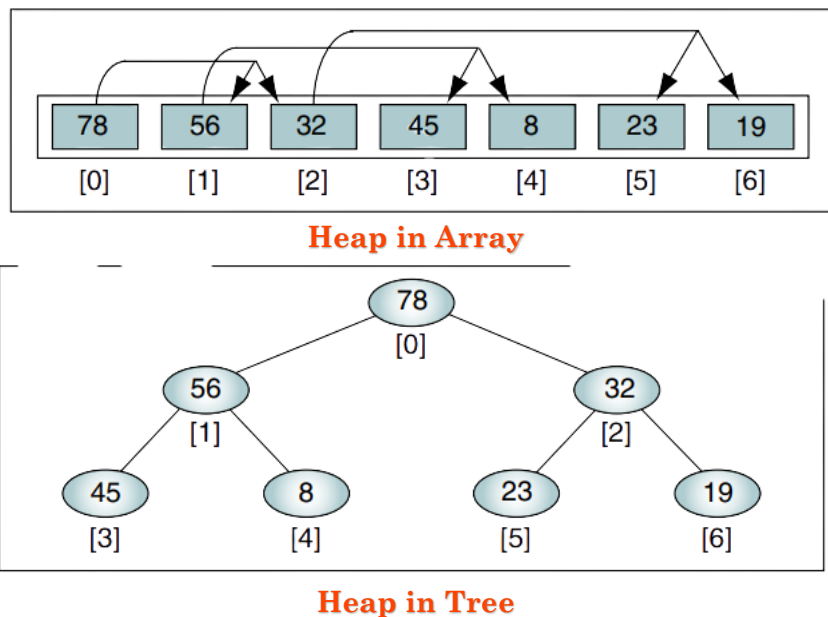 78 56 32 45 8 23 19
[0] [1] [2] [3] [4] [5] [6]
Heap in Array
78
[0]
56 32
[1] [2]
45 8 23 19
[3] [4] [5] [6]
Heap in Tree